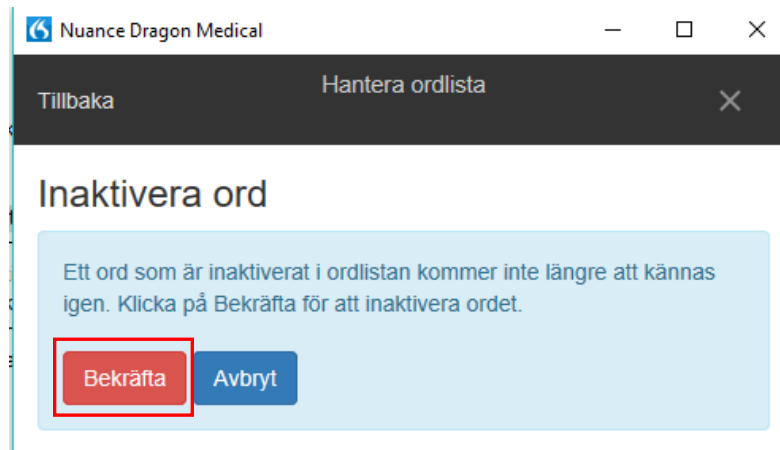 Nuance Dragon Medical
Tillbaka
Hantera ordlista
Inaktivera ord
Ett ord som är inaktiverat i ordlistan kommer inte längre att kännas
igen. Klicka på Bekräfta för att inaktivera ordet.
Bekräfta
Avbryt